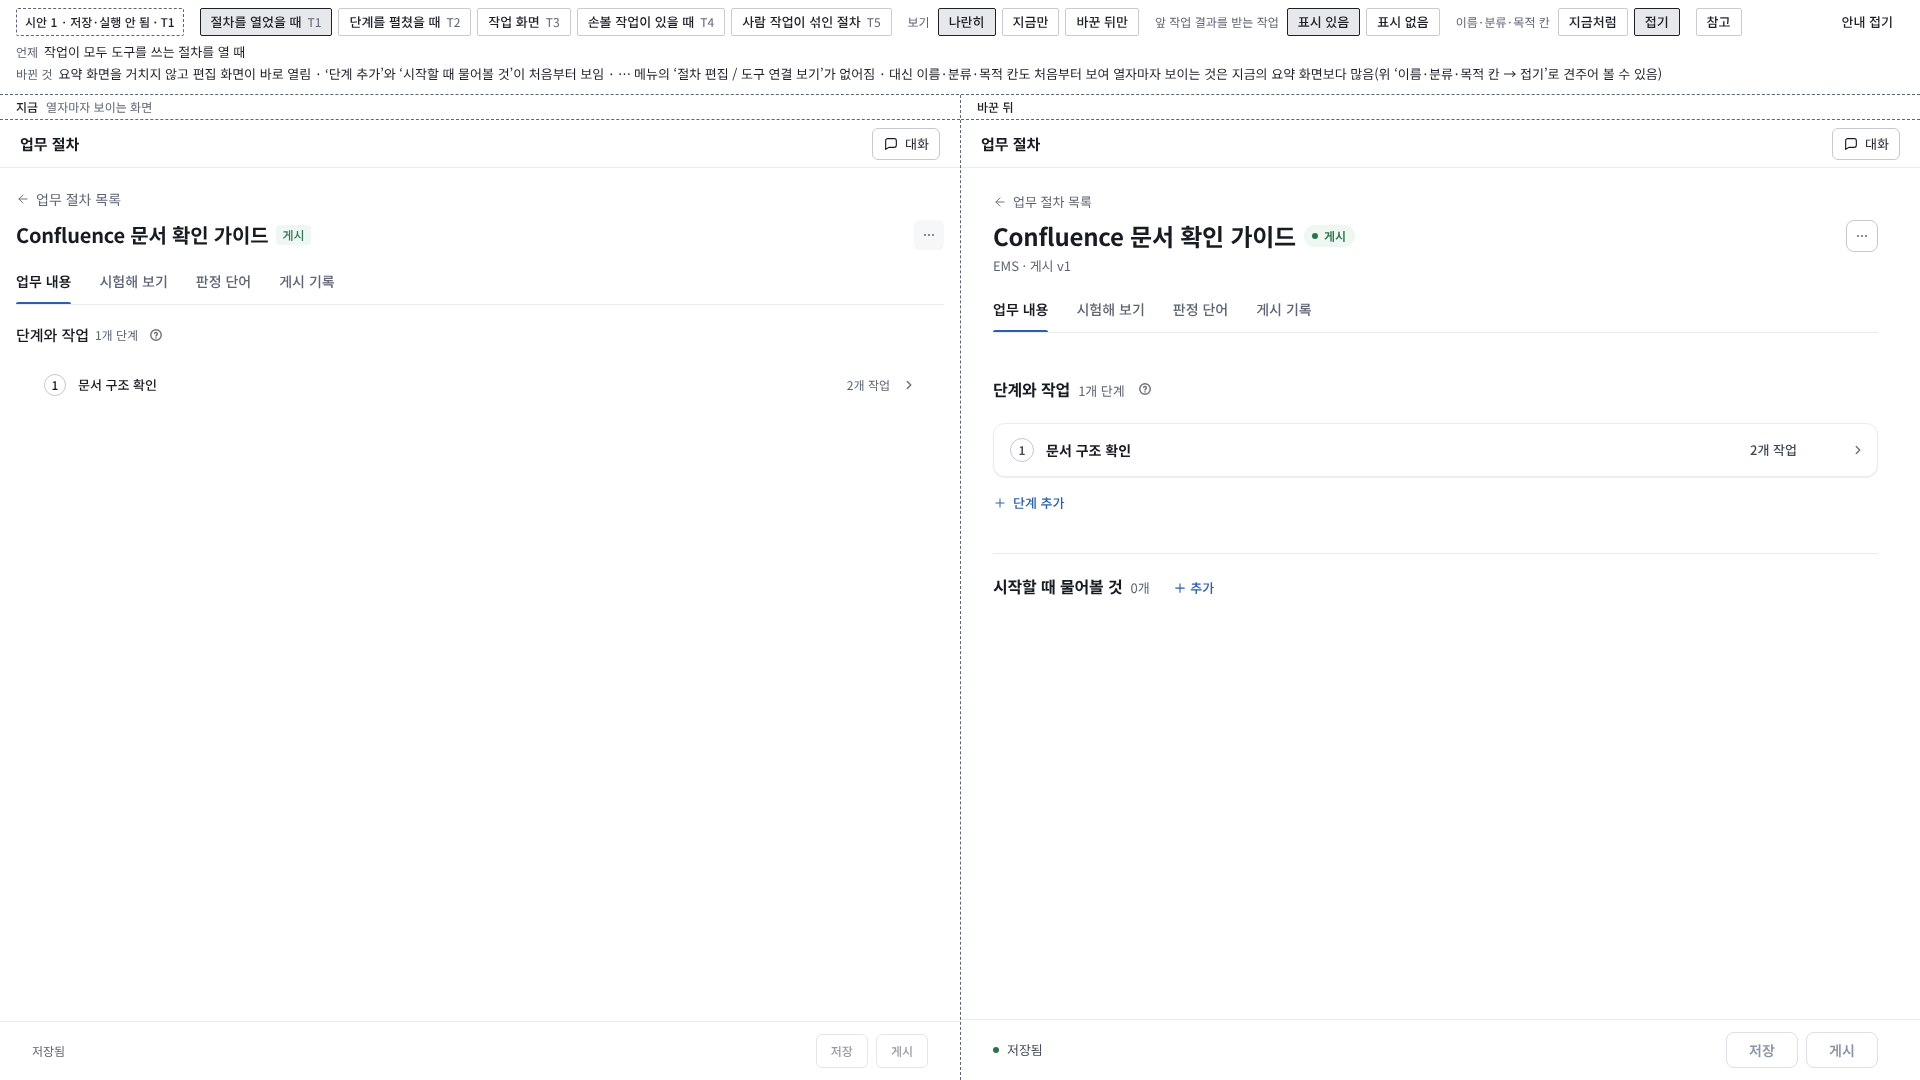 시안 1 · 저장·실행 안 됨 · T1 절차를 열었을 때 T1 단계를 펼쳤을 때 T2 작업 화면 T3 손볼 작업이 있을 때 T4 사람 작업이 섞인 절차 T5 보기 나란히 지금만 바꾼 뒤만 앞 작업 결과를 받는 작업 표시 있음 표시 없음 이름·분류·목적 칸 지금처럼 접기 참고 안내 접기
언제 작업이 모두 도구를 쓰는 절차를 열 때
바뀐 것 요약 화면을 거치지 않고 편집 화면이 바로 열림 · ‘단계 추가’와 ‘시작할 때 물어볼 것’이 처음부터 보임 · ⋯ 메뉴의 ‘절차 편집 / 도구 연결 보기’가 없어짐 · 대신 이름·분류·목적 칸도 처음부터 보여 열자마자 보이는 것은 지금의 요약 화면보다 많음(위 ‘이름·분류·목적 칸 → 접기’로 견주어 볼 수 있음)
지금 열자마자 보이는 화면
업무 절차
대화
업무 절차 목록
Confluence 문서 확인 가이드 게시
업무 내용 시험해 보기 판정 단어 게시 기록
단계와 작업 1개 단계
1 문서 구조 확인 2개 작업
저장됨 저장 게시
바꾼 뒤
업무 절차
대화
업무 절차 목록
Confluence 문서 확인 가이드 게시
EMS · 게시 v1
업무 내용 시험해 보기 판정 단어 게시 기록
단계와 작업 1개 단계
1 문서 구조 확인 2개 작업
단계 추가
시작할 때 물어볼 것 0개 추가
저장됨 저장 게시